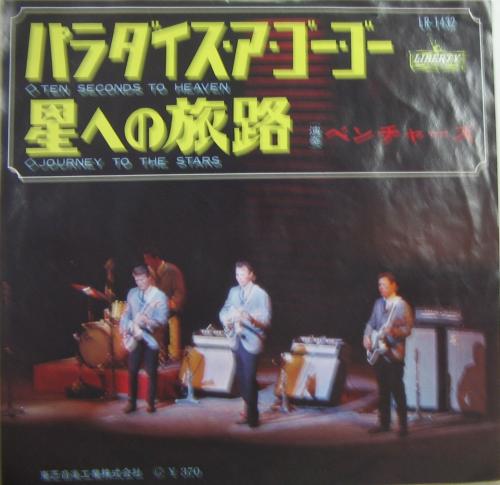 パラダイス・ア・ゴー・ゴー
LR-1432
LIBERTY
◇TEN SECONDS TO HEAVEN
星への旅路
◇JOURNEY TO THE STARS
演奏 ベンチャーズ
東芝音楽工業株式会社 Ⓒ ¥370